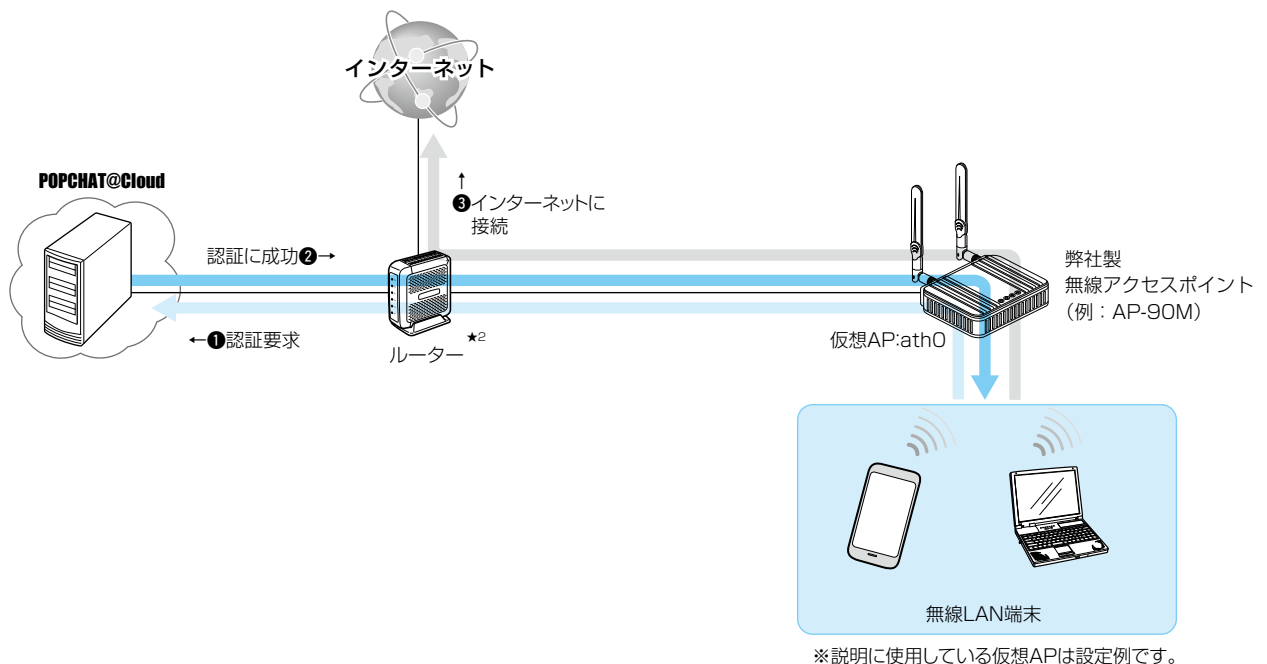 インターネット
POPCHAT@Cloud
↑
❸インターネットに
接続
認証に成功❷→
弊社製
無線アクセスポイント
（例：AP-90M）
←❶認証要求
ルーター★2
仮想AP:ath0
無線LAN端末
※説明に使用している仮想APは設定例です。